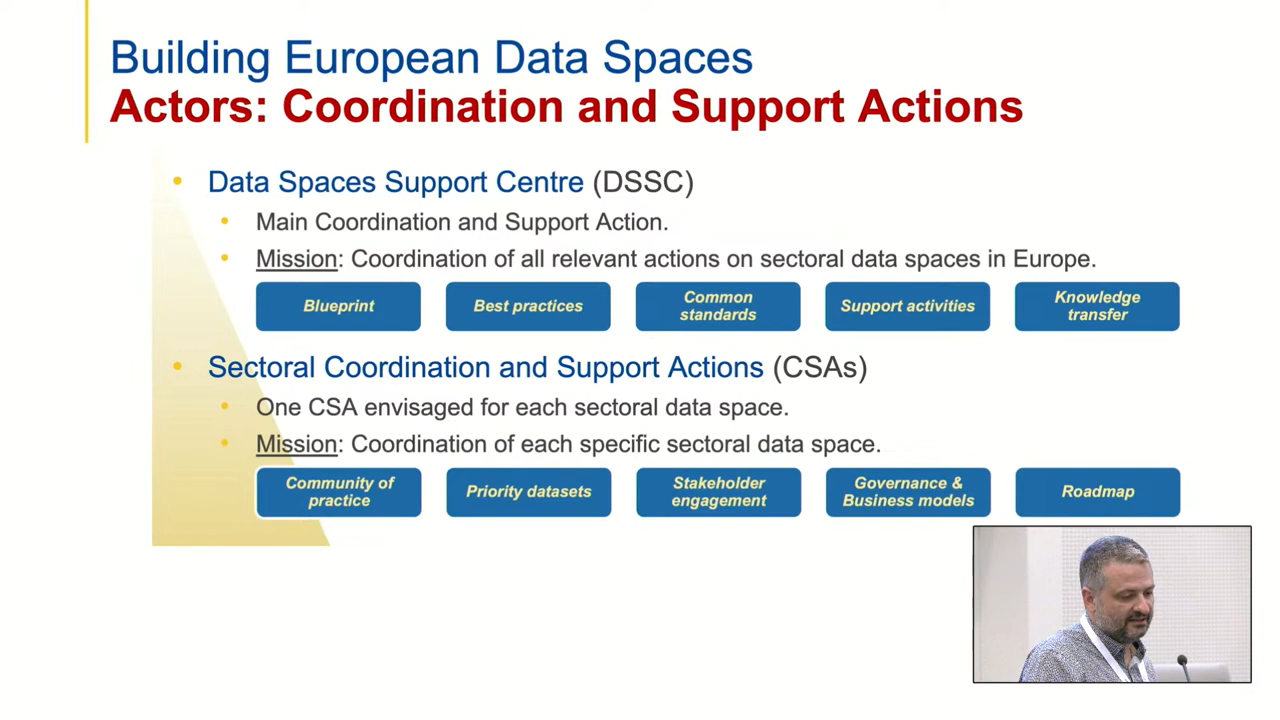 Building European Data Spaces
Actors: Coordination and Support Actions
Data Spaces Support Centre (DSSC)
Main Coordination and Support Action.
Mission: Coordination of all relevant actions on sectoral data spaces in Europe.
Blueprint
Best practices
Common
standards
Support activities
Knowledge
transfer
Sectoral Coordination and Support Actions (CSAs)
One CSA envisaged for each sectoral data space.
Mission: Coordination of each specific sectoral data space.
Community of
practice
Priority datasets
Stakeholder
engagement
Governance &
Business models
Roadmap